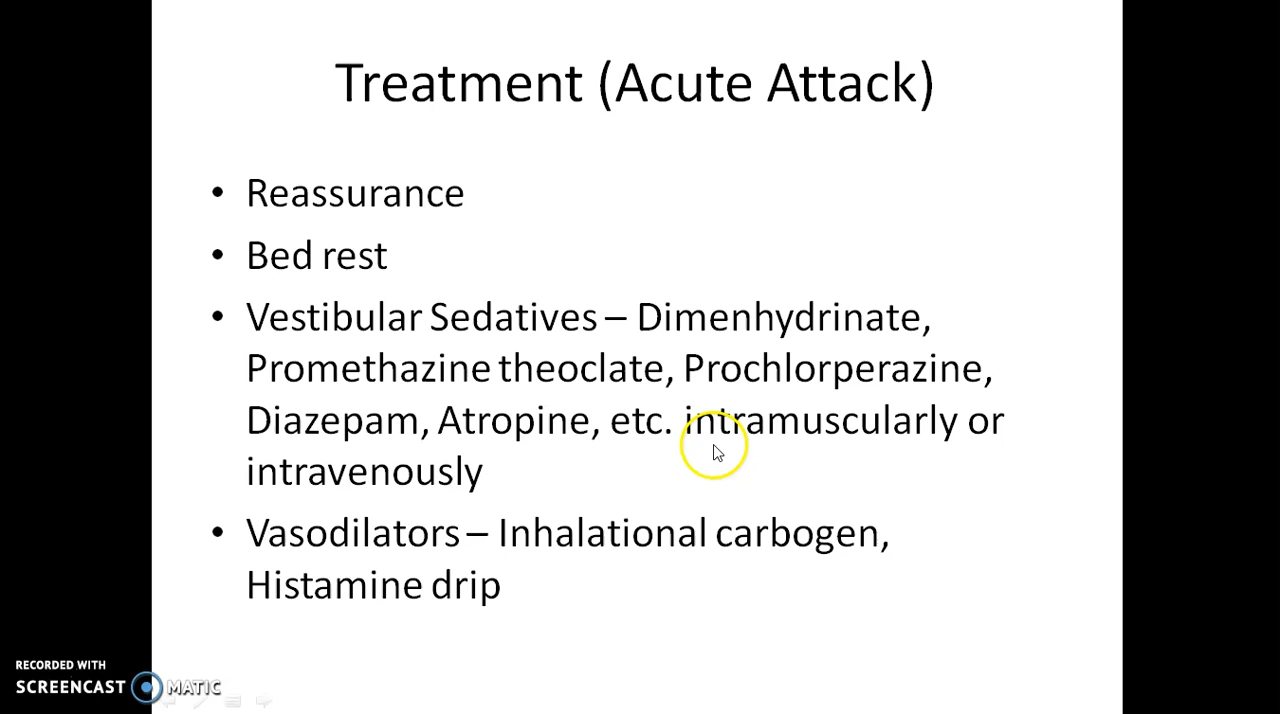 Treatment (Acute Attack)
• Reassurance
• Bed rest
• Vestibular Sedatives – Dimenhydrinate,
Promethazine theoclate, Prochlorperazine,
Diazepam, Atropine, etc. intramuscularly or
intravenously
• Vasodilators – Inhalational carbogen,
Histamine drip
RECORDED WITH
SCREENCAST MATIC